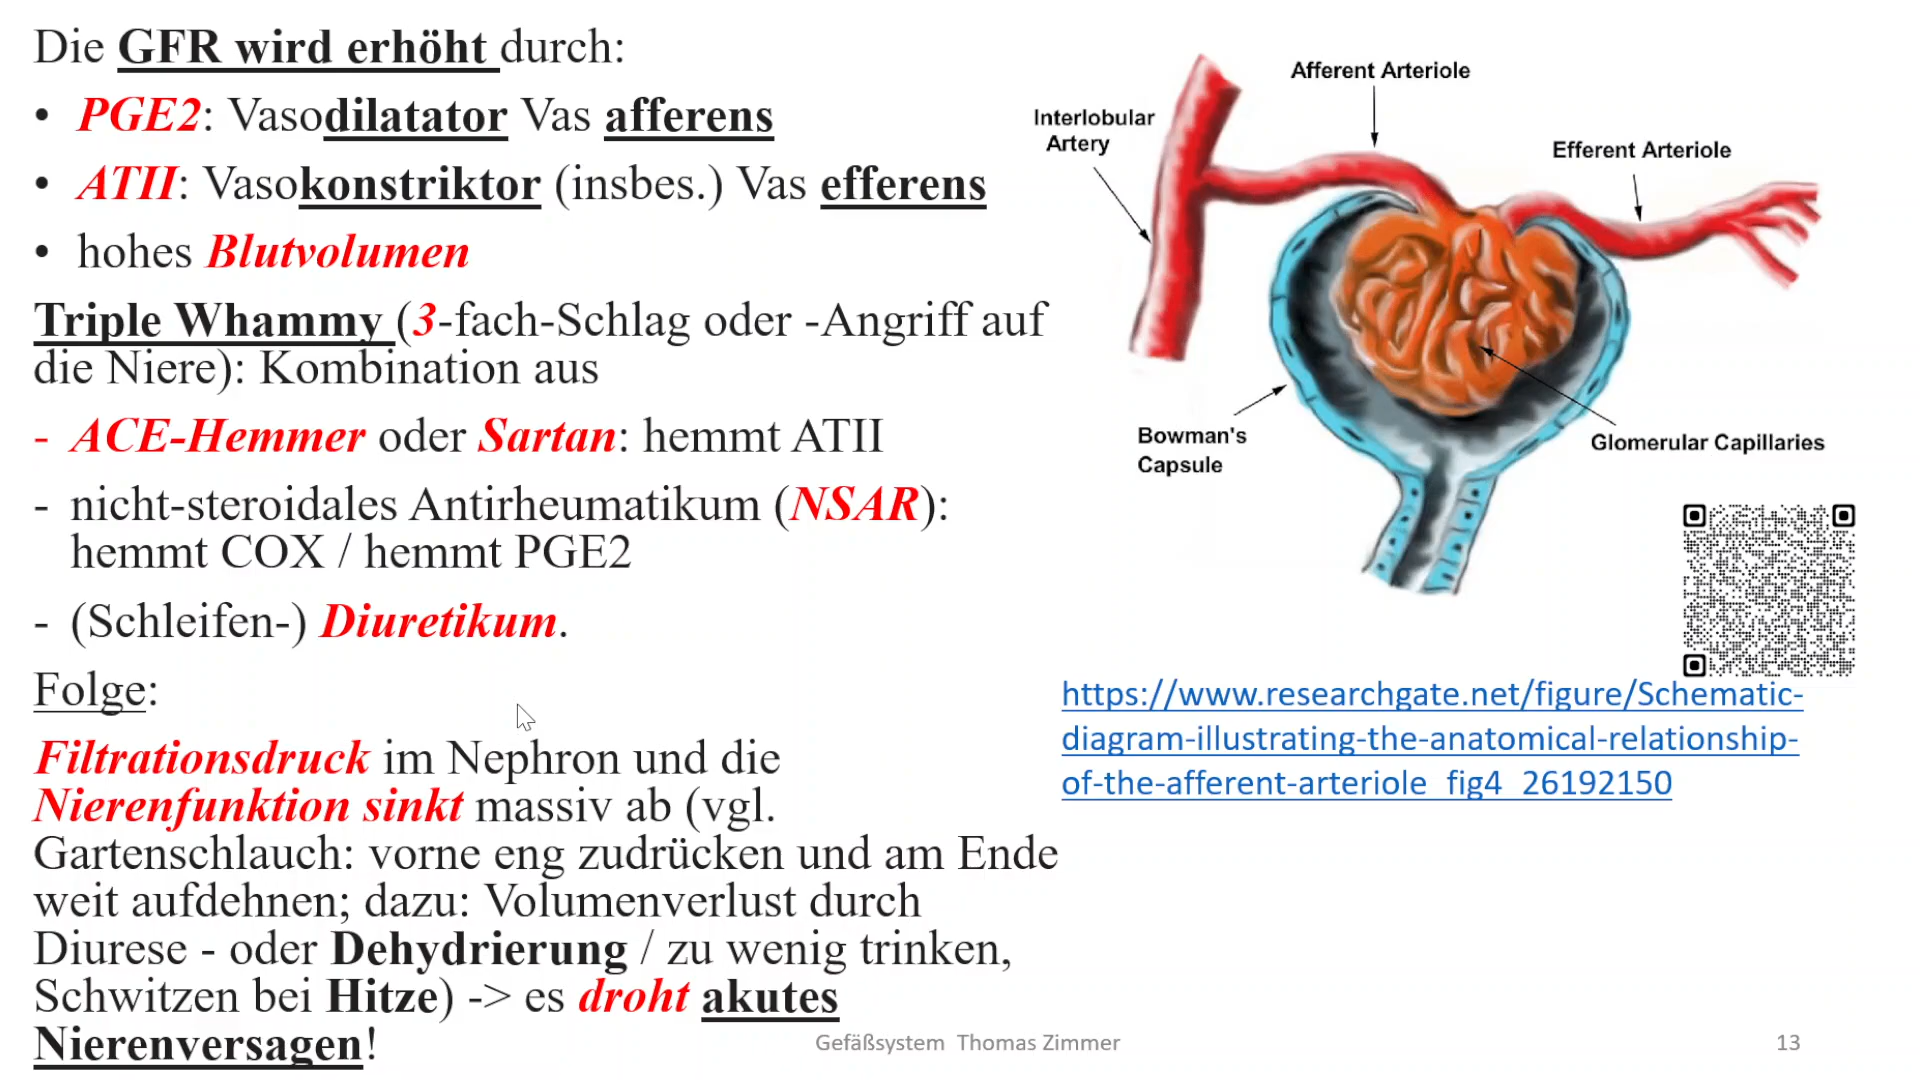 Die GFR wird erhöht durch:
• PGE2: Vasodilatator Vas afferens
• ATII: Vasokonstriktor (insbes.) Vas efferens
• hohes Blutvolumen
Triple Whammy (3-fach-Schlag oder -Angriff auf
die Niere): Kombination aus
- ACE-Hemmer oder Sartan: hemmt ATII
- nicht-steroidales Antirheumatikum (NSAR):
hemmt COX / hemmt PGE2
- (Schleifen-) Diuretikum.
Folge:
Filtrationsdruck im Nephron und die
Nierenfunktion sinkt massiv ab (vgl.
Gartenschlauch: vorne eng zudrücken und am Ende
weit aufdehnen; dazu: Volumenverlust durch
Diurese - oder Dehydrierung / zu wenig trinken,
Schwitzen bei Hitze) -> es droht akutes
Nierenversagen!
Afferent Arteriole
Interlobular
Artery
Efferent Arteriole
Bowman's
Capsule
Glomerular Capillaries
https://www.researchgate.net/figure/Schematic-
diagram-illustrating-the-anatomical-relationship-
of-the-afferent-arteriole_fig4_26192150
Gefäßsystem Thomas Zimmer
13